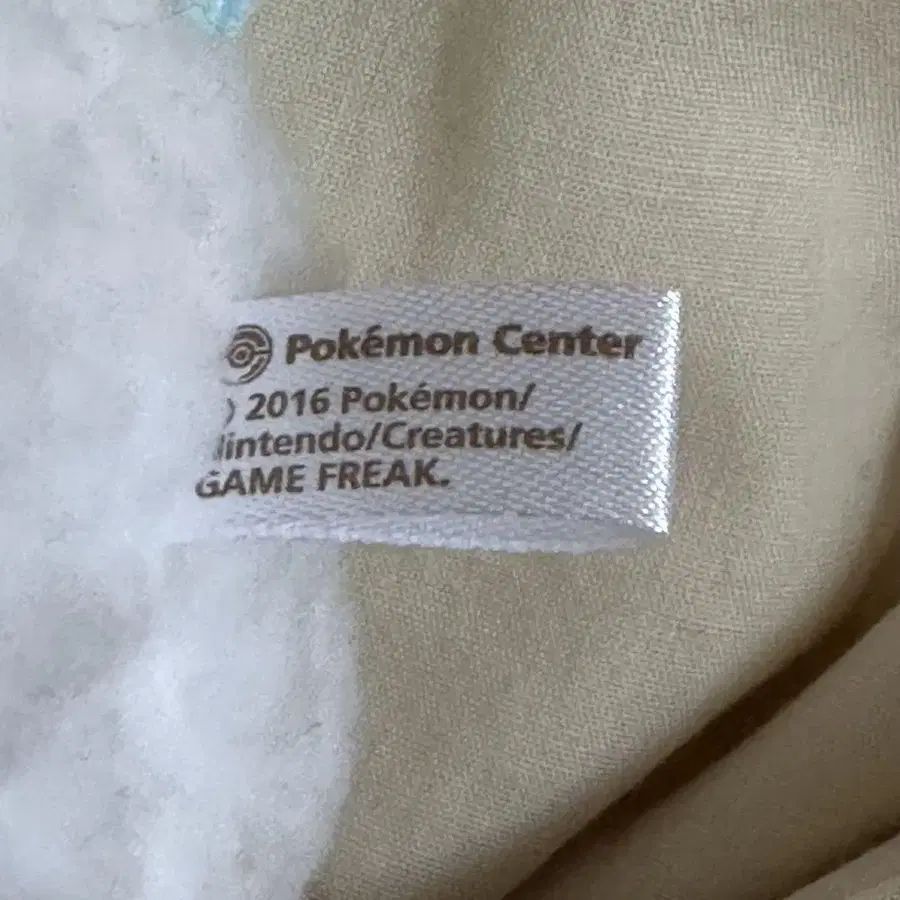 Pokémon Center
2016 Pokémon/
Nintendo/Creatures/
GAME FREAK.